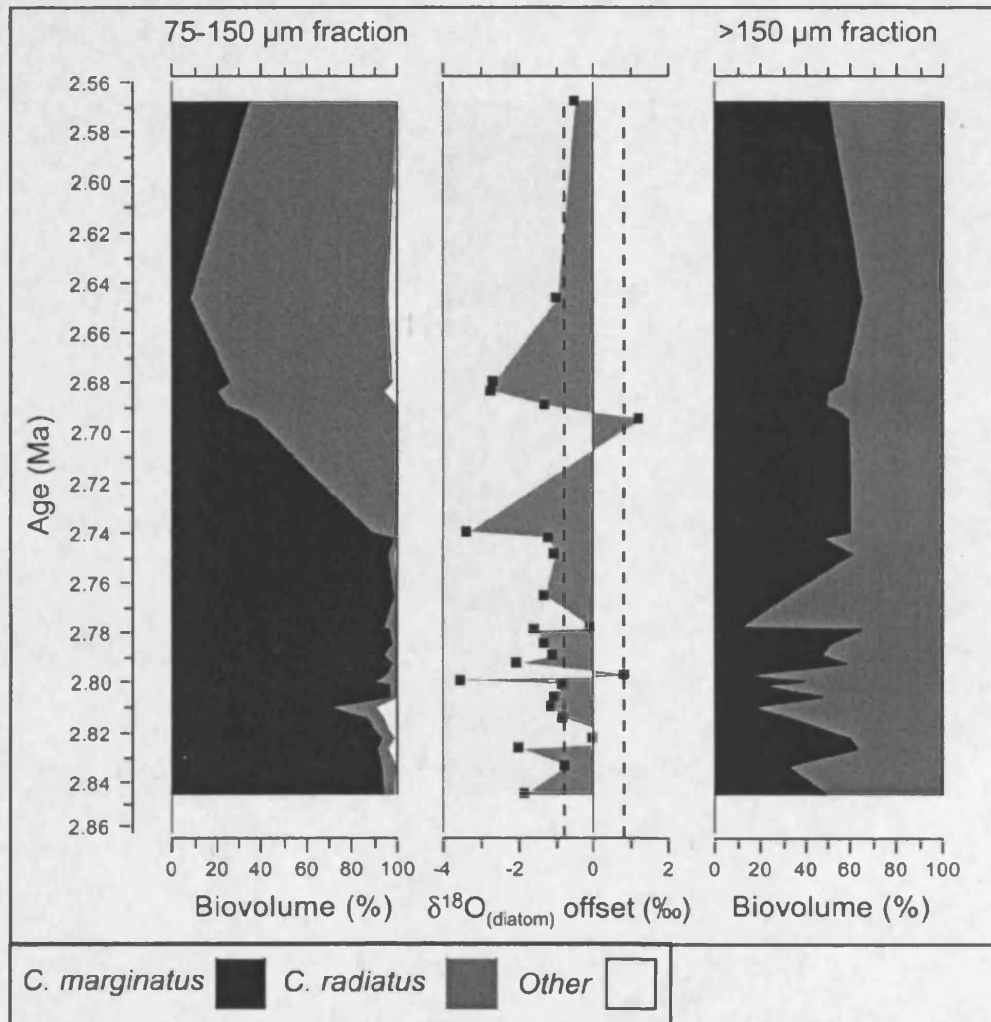 75-150 µm fraction
>150 µm fraction
2.56
2.58
2.60
2.62
2.64
2.66
2.68
2.70
2.72
2.74
2.76
2.78
2.80
2.82
2.84
2.86
Age (Ma)
0 20 40 60 80 100
-4 -2 0 2
0 20 40 60 80 100
Biovolume (%)
δ18O(diatom) offset (‰)
Biovolume (%)
C. marginatus
C. radiatus
Other